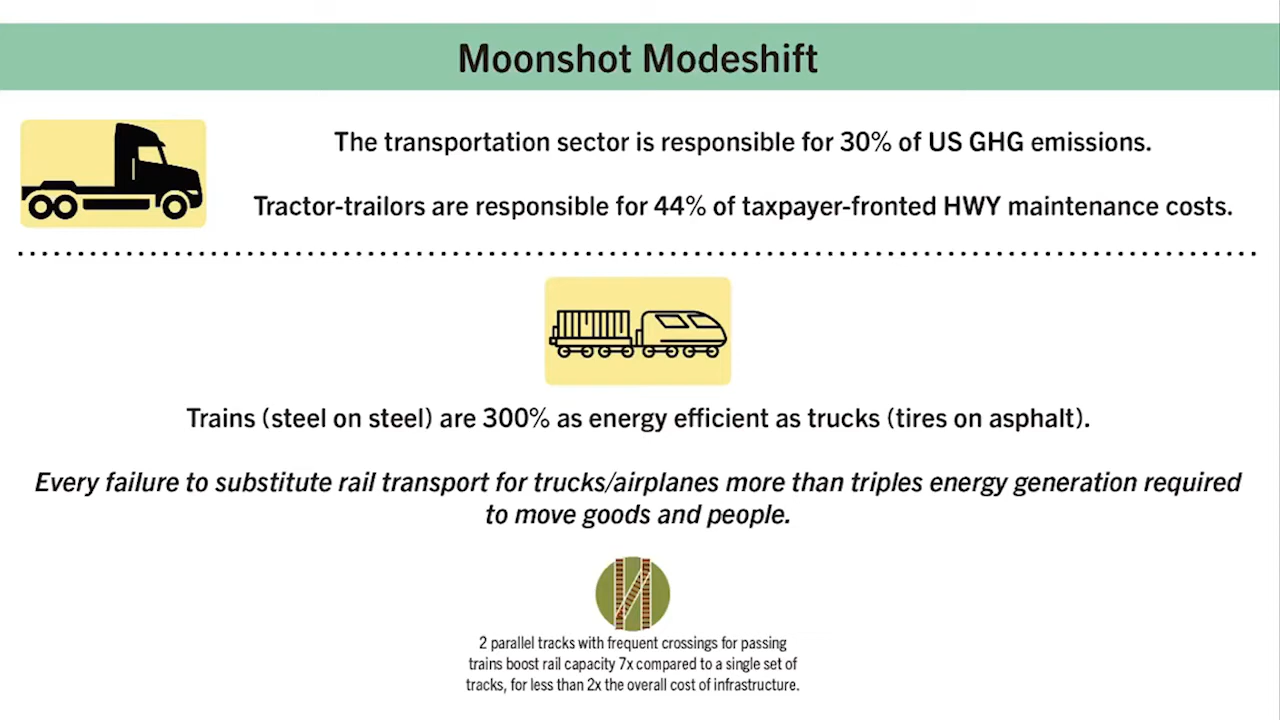 Moonshot Modeshift
The transportation sector is responsible for 30% of US GHG emissions.
Tractor-trailors are responsible for 44% of taxpayer-fronted HWY maintenance costs.
Trains (steel on steel) are 300% as energy efficient as trucks (tires on asphalt).
Every failure to substitute rail transport for trucks/airplanes more than triples energy generation required
to move goods and people.
2 parallel tracks with frequent crossings for passing
trains boost rail capacity 7x compared to a single set of
tracks, for less than 2x the overall cost of infrastructure.